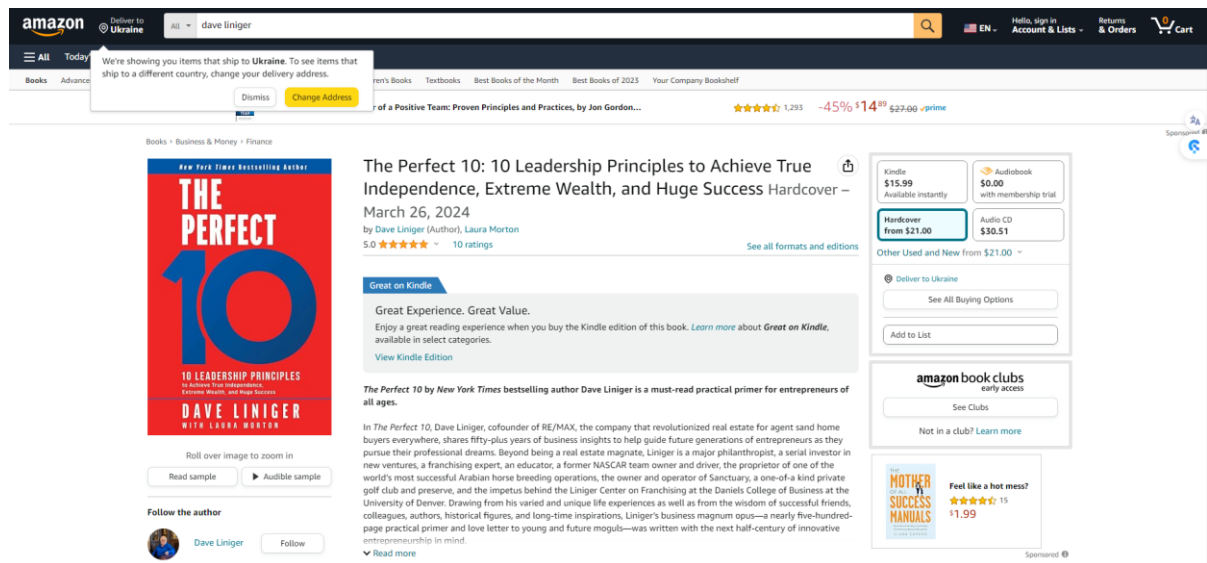 amazon
Deliver to
Ukraine
All
dave liniger
EN
Hello, sign in
Account & Lists
Returns
& Orders
0
Cart
All
Today'
We're showing you items that ship to Ukraine. To see items that
ship to a different country, change your delivery address.
Dismiss
Change Address
Books
Advance
ren's Books
Textbooks
Best Books of the Month
Best Books of 2023
Your Company Bookshelf
r of a Positive Team: Proven Principles and Practices, by Jon Gordon...
1,293
-45% $14 89 $27.00 prime
Sponsored
Books › Business & Money › Finance
New York Times Bestselling Author
THE
PERFECT
10
10 LEADERSHIP PRINCIPLES
to Achieve True Independence,
Extreme Wealth, and Huge Success
DAVE LINIGER
WITH LAURA MORTON
Roll over image to zoom in
Read sample
Audible sample
Follow the author
Dave Liniger
Follow
The Perfect 10: 10 Leadership Principles to Achieve True
Independence, Extreme Wealth, and Huge Success Hardcover –
March 26, 2024
by Dave Liniger (Author), Laura Morton
5.0
10 ratings
See all formats and editions
Great on Kindle
Great Experience. Great Value.
Enjoy a great reading experience when you buy the Kindle edition of this book. Learn more about Great on Kindle,
available in select categories.
View Kindle Edition
The Perfect 10 by New York Times bestselling author Dave Liniger is a must-read practical primer for entrepreneurs of
all ages.
In The Perfect 10, Dave Liniger, cofounder of RE/MAX, the company that revolutionized real estate for agent sand home
buyers everywhere, shares fifty-plus years of business insights to help guide future generations of entrepreneurs as they
pursue their professional dreams. Beyond being a real estate magnate, Liniger is a major philanthropist, a serial investor in
new ventures, a franchising expert, an educator, a former NASCAR team owner and driver, the proprietor of one of the
world's most successful Arabian horse breeding operations, the owner and operator of Sanctuary, a one-of-a kind private
golf club and preserve, and the impetus behind the Liniger Center on Franchising at the Daniels College of Business at the
University of Denver. Drawing from his varied and unique life experiences as well as from the wisdom of successful friends,
colleagues, authors, historical figures, and long-time inspirations, Liniger's business magnum opus—a nearly five-hundred-
page practical primer and love letter to young and future moguls—was written with the next half-century of innovative
entrepreneurship in mind.
Read more
Kindle
$15.99
Available instantly
Audiobook
$0.00
with membership trial
Hardcover
from $21.00
Audio CD
$30.51
Other Used and New from $21.00
Deliver to Ukraine
See All Buying Options
Add to List
amazon book clubs
early access
See Clubs
Not in a club? Learn more
THE
MOTHER
OF ALL
SUCCESS
MANUALS
Feel like a hot mess?
15
$1.99
Sponsored